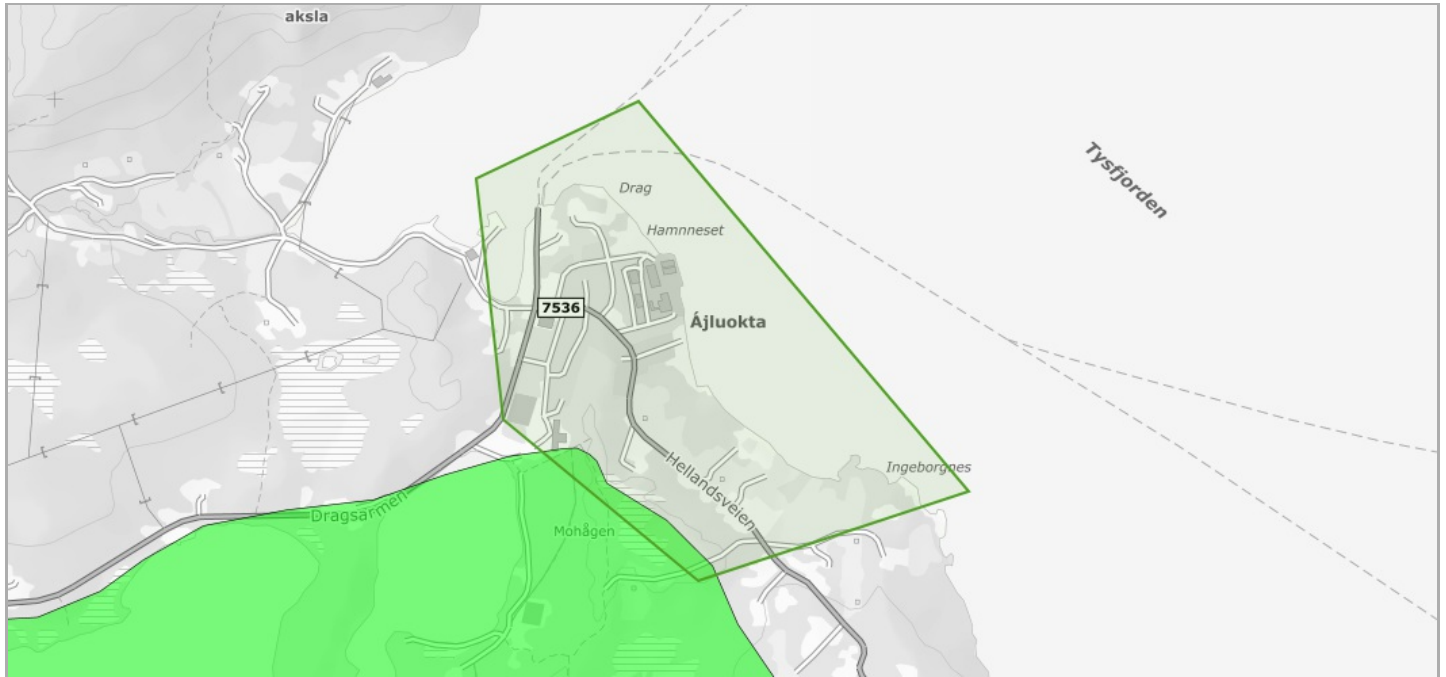 aksla
Tysfjorden
Drag
Hamnneset
7536
Ájluokta
Ingeborgnes
Hellandsveien
Dragsarmen
Mohågen